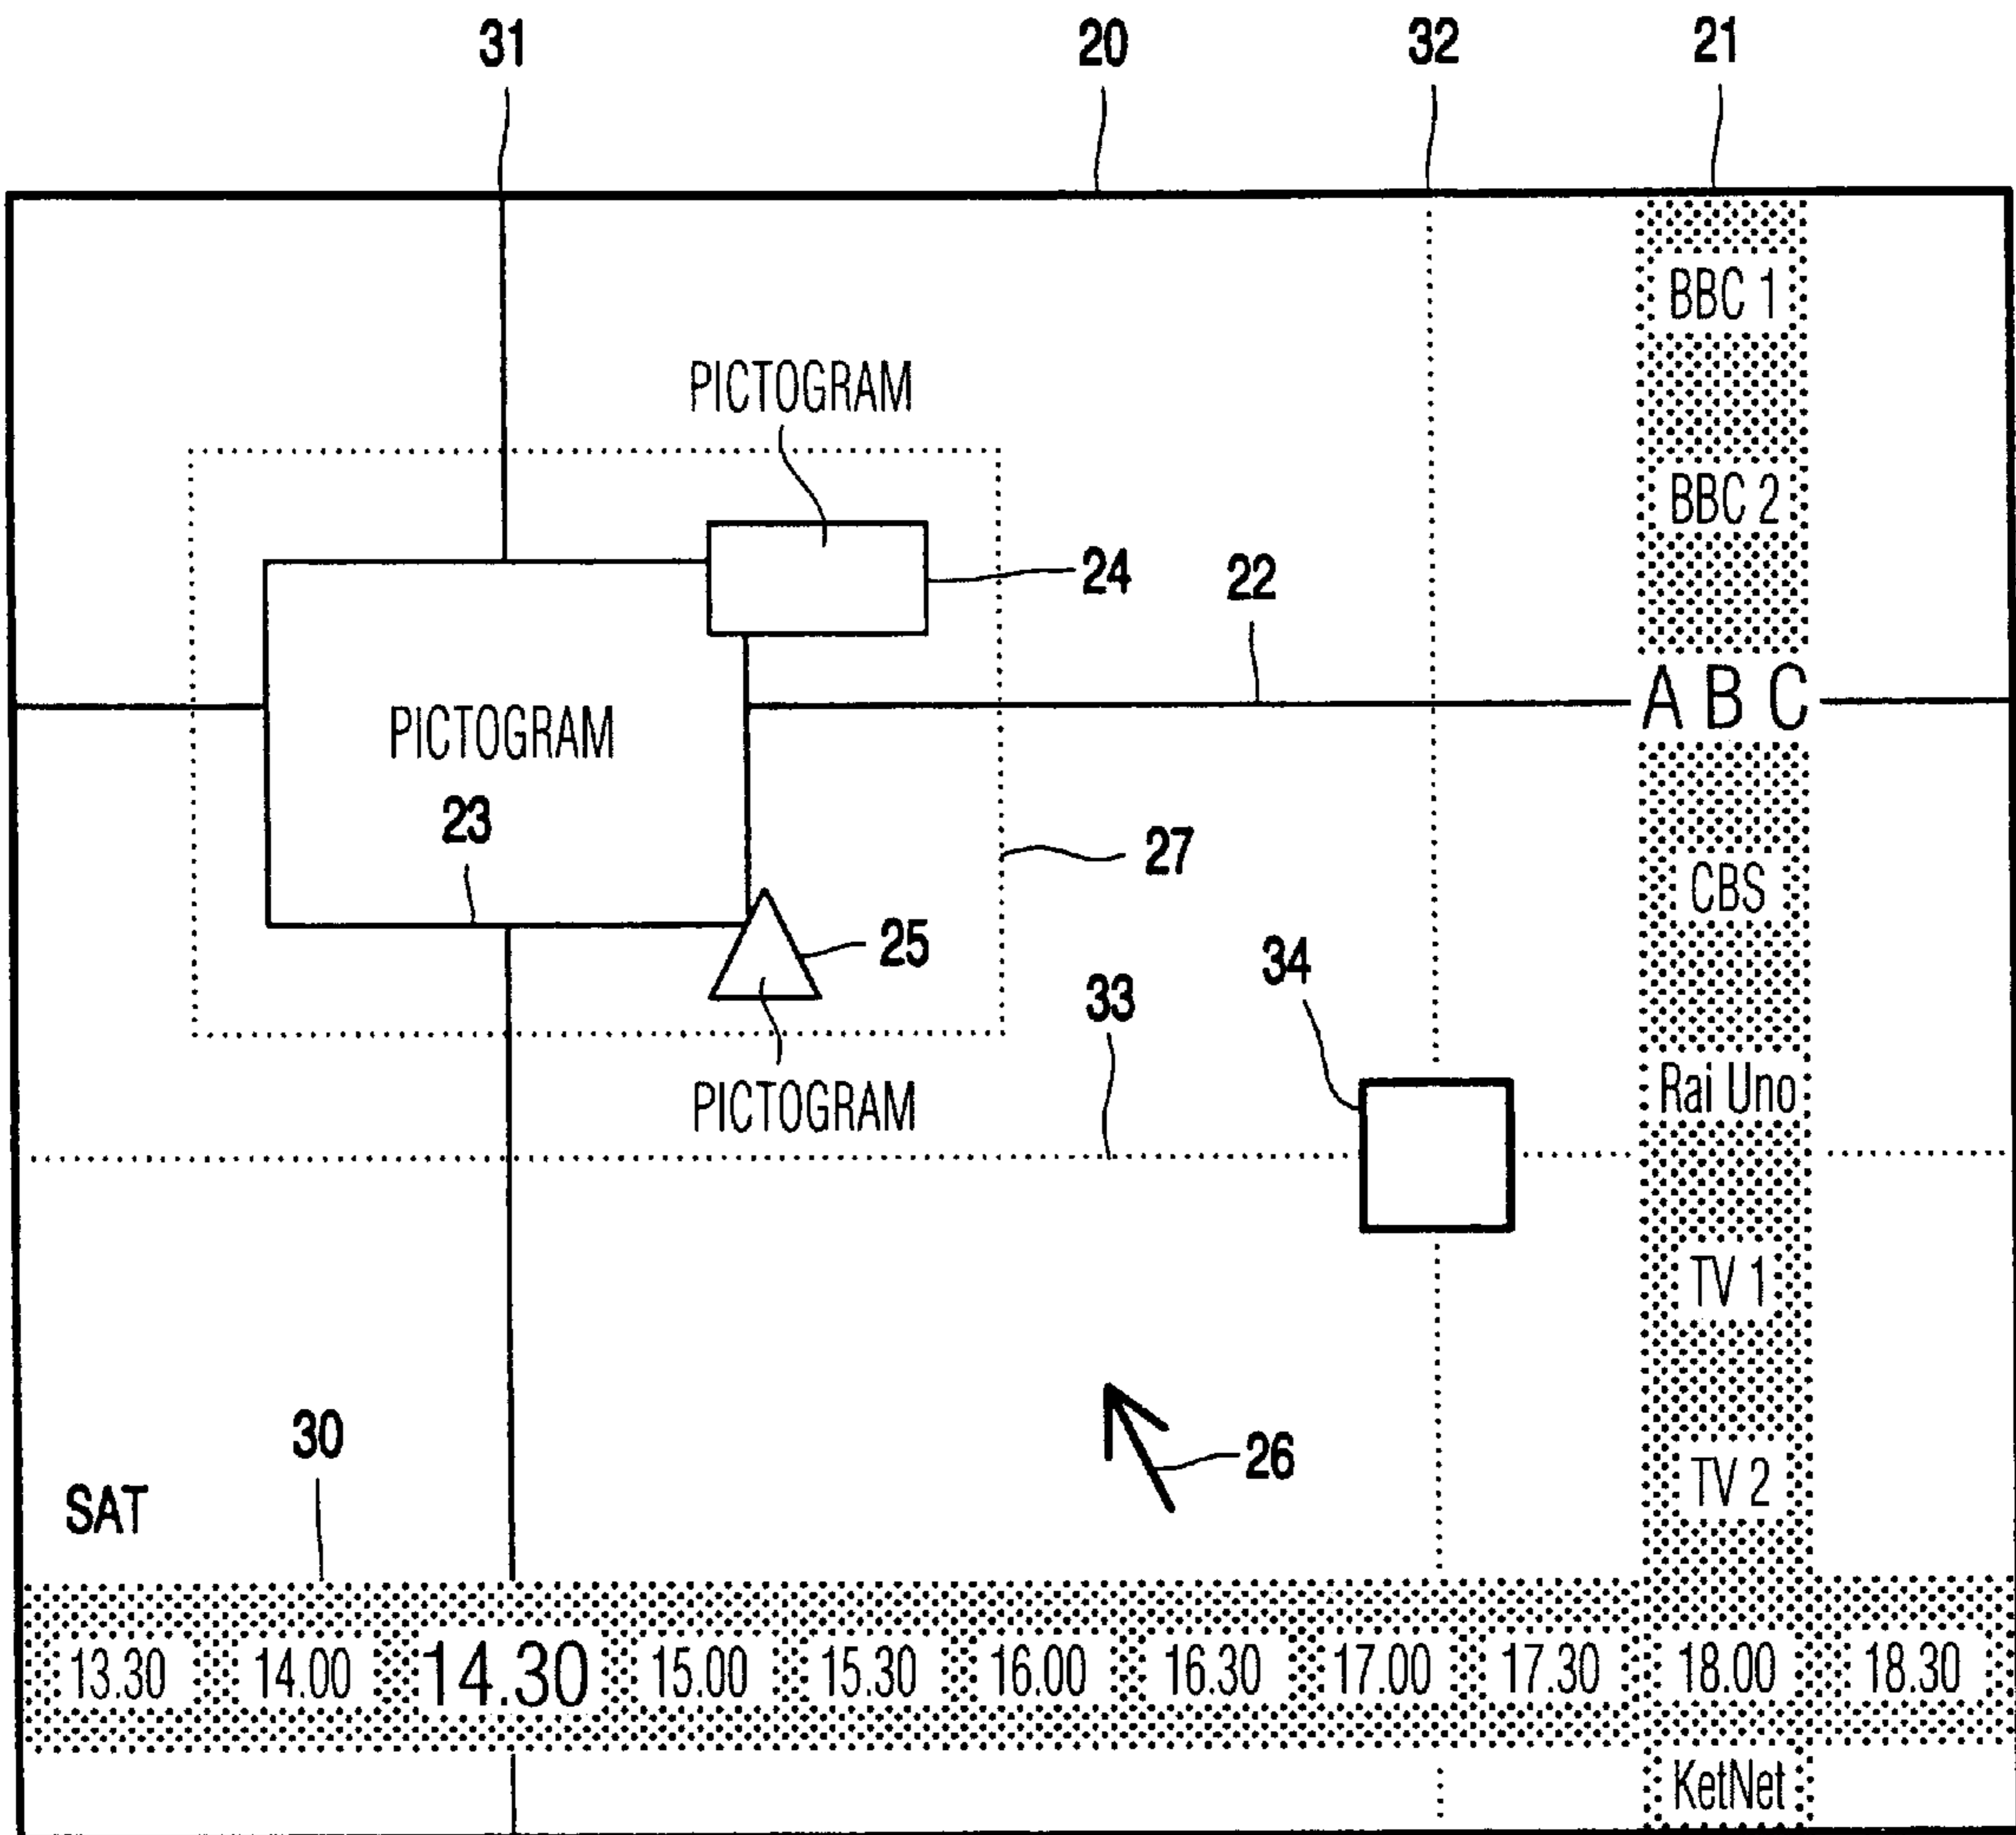 31 20 32 21
BBC 1
PICTOGRAM
BBC 2
24 22
A B C
PICTOGRAM
23 27
CBS
25 34
33
Rai Uno
PICTOGRAM
TV 1
30 26
TV 2
SAT
13.30 14.00 14.30 15.00 15.30 16.00 16.30 17.00 17.30 18.00 18.30
KetNet